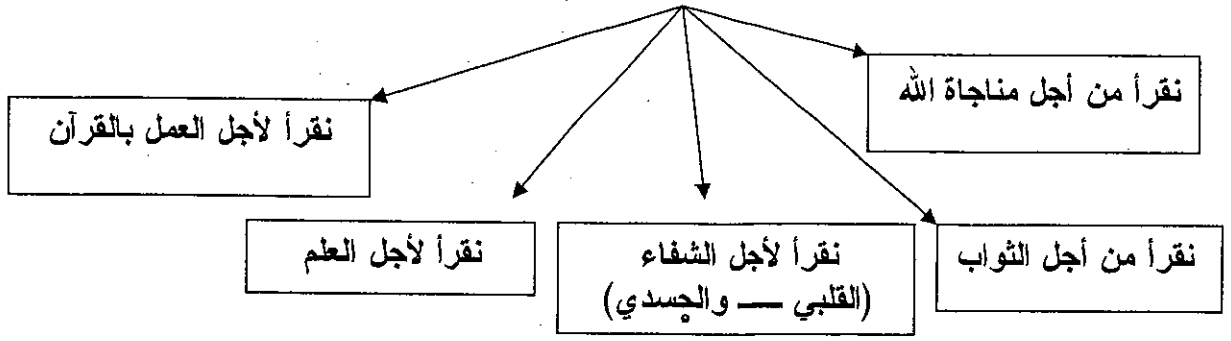 نقرأ من أجل مناجاة الله
نقرأ لأجل العمل بالقرآن
نقرأ من أجل الثواب
نقرأ لأجل الشفاء
(القلبي — والجسدي)
نقرأ لأجل العلم